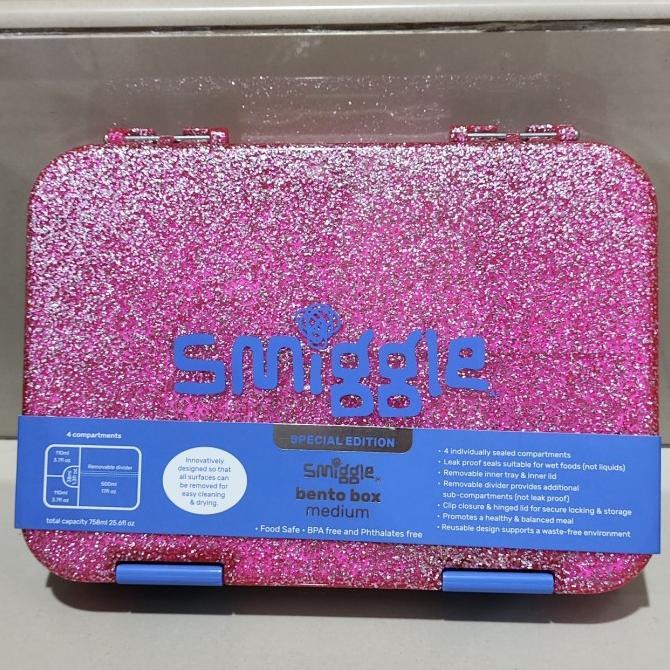 smiggle
SPECIAL EDITION
4 compartments
110ml
3.7fl oz
38ml
1.3fl oz
Removable divider
500ml
17fl oz
110ml
3.7fl oz
total capacity 758ml 25.6fl oz
Innovatively
designed so that
all surfaces can
be removed for
easy cleaning
& drying.
smiggle
bento box
medium
• Food Safe • BPA free and Phthalates free
• 4 individually sealed compartments
• Leak proof seals suitable for wet foods (not liquids)
• Removable inner tray & inner lid
• Removable divider provides additional
sub-compartments (not leak proof)
• Clip closure & hinged lid for secure locking & storage
• Promotes a healthy & balanced meal
• Reusable design supports a waste-free environment